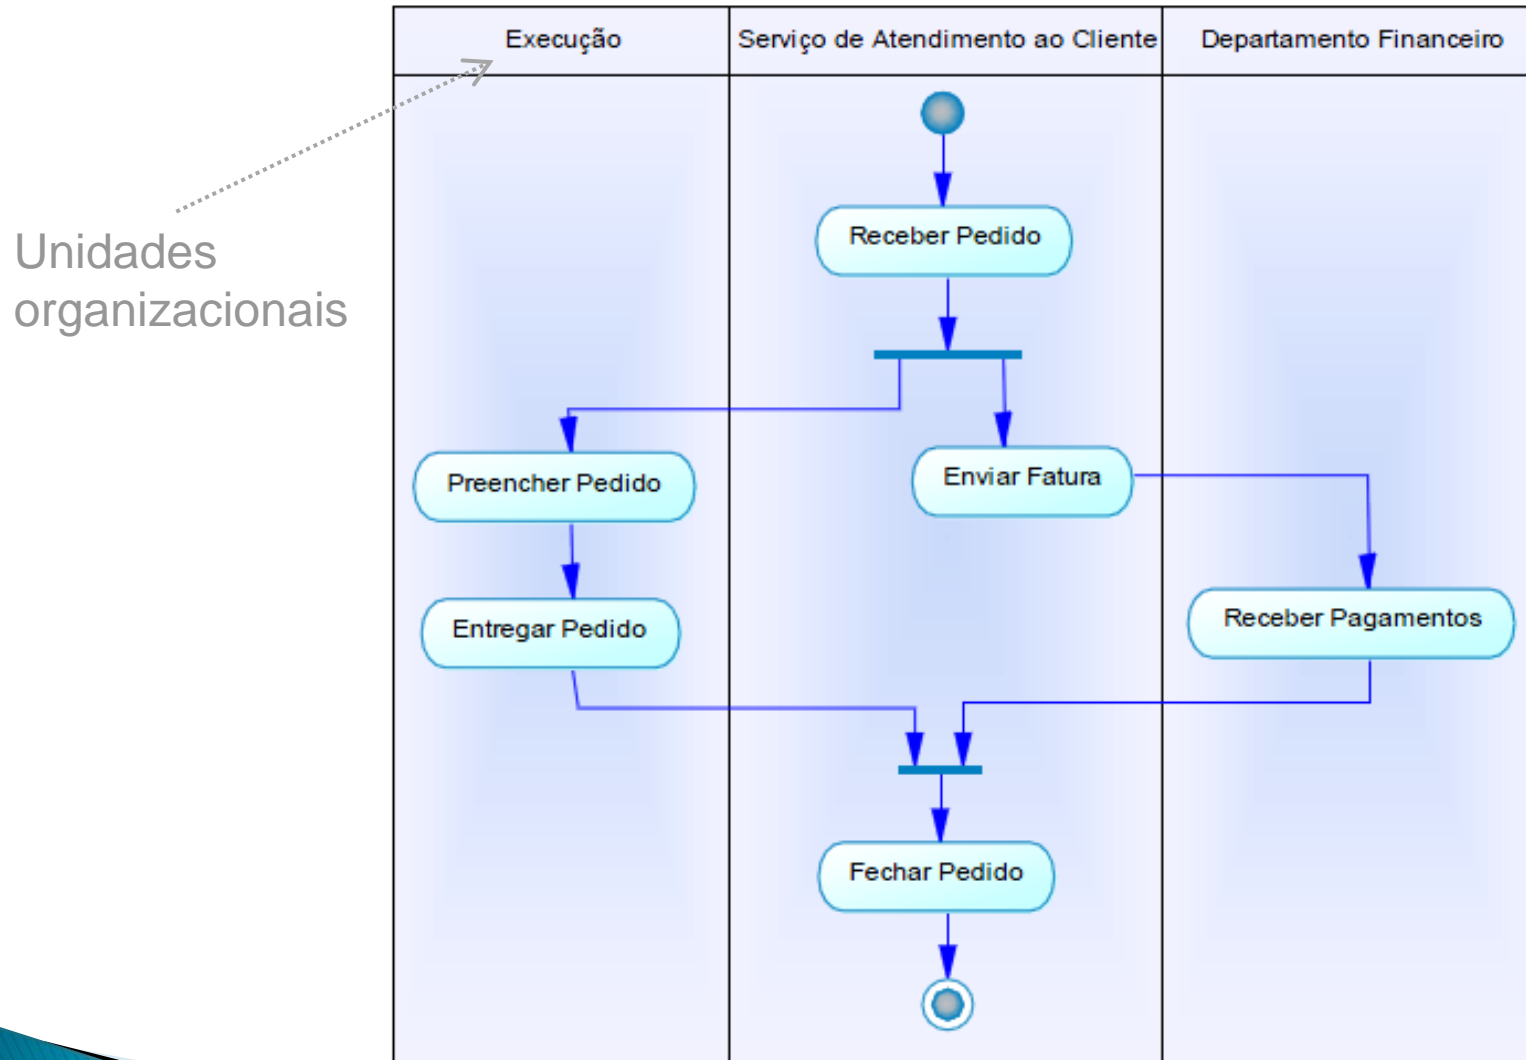 Execução
Serviço de Atendimento ao Cliente
Departamento Financeiro
Unidades
organizacionais
Receber Pedido
Preencher Pedido
Enviar Fatura
Entregar Pedido
Receber Pagamentos
Fechar Pedido